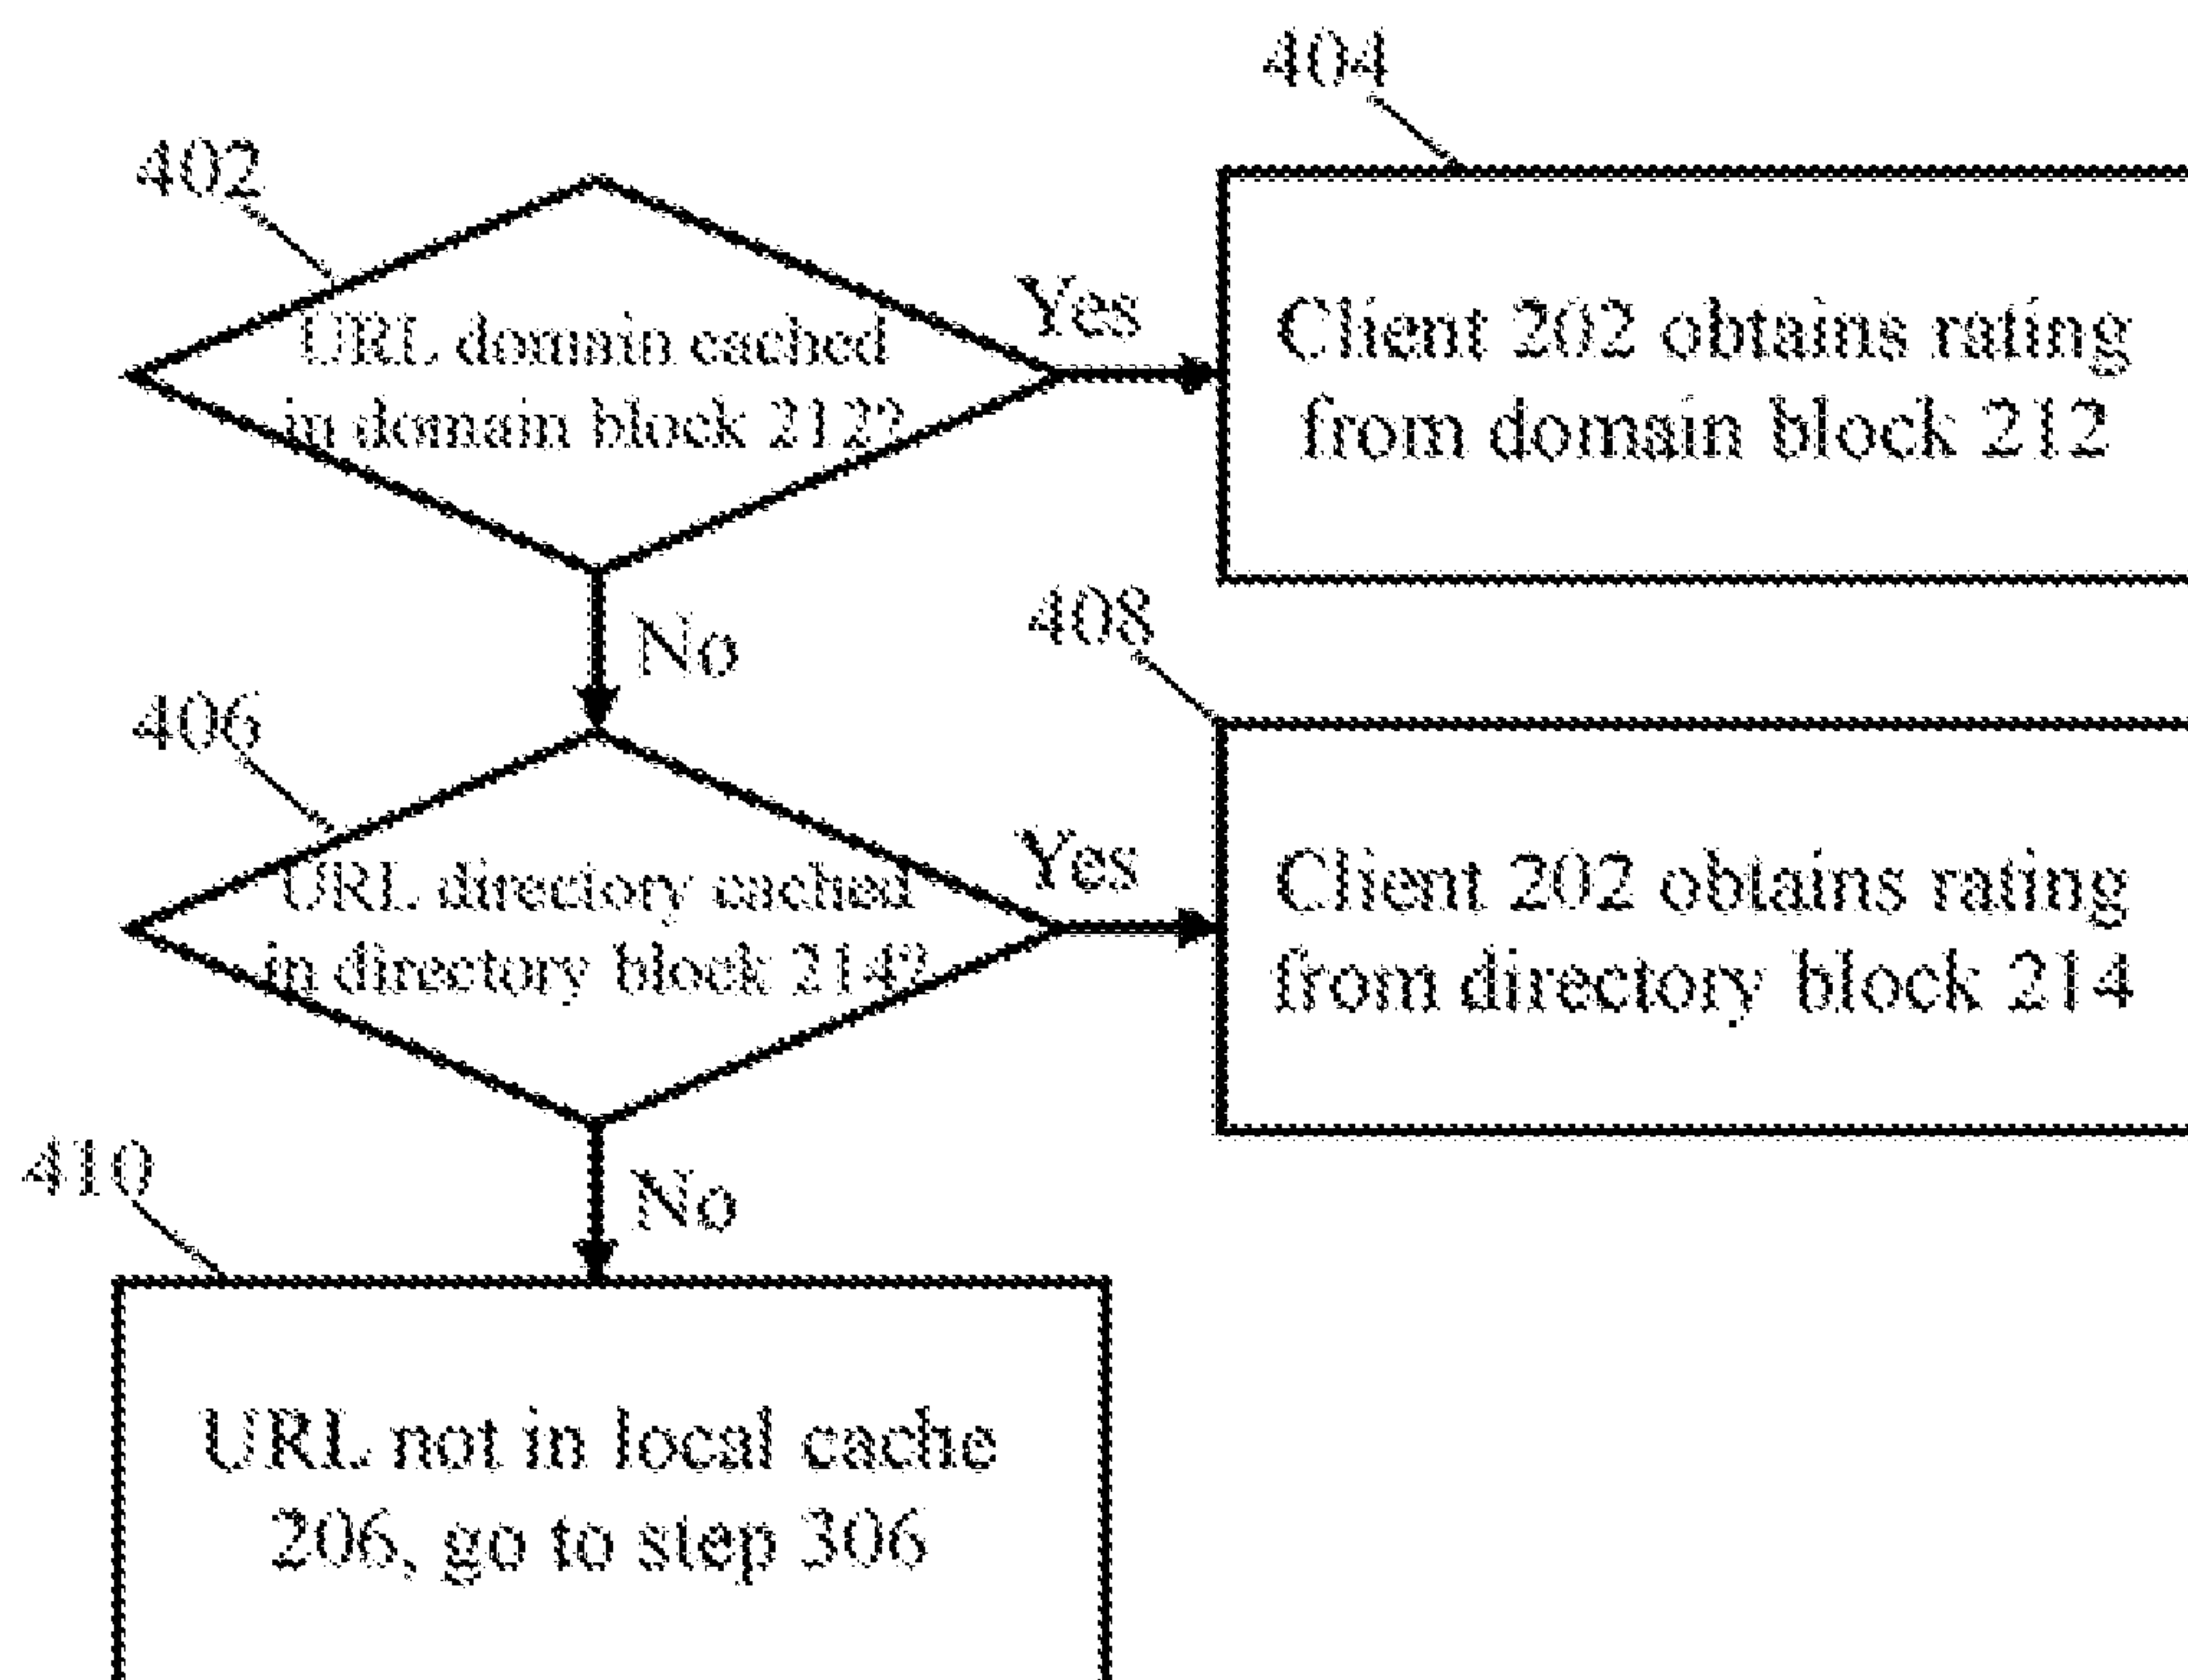 404
402
URL domain cached
in domain block 212?
Yes
Client 202 obtains rating
from domain block 212
No
408
406
URL directory cached
in directory block 214?
Yes
Client 202 obtains rating
from directory block 214
No
410
URL not in local cache
206, go to step 306